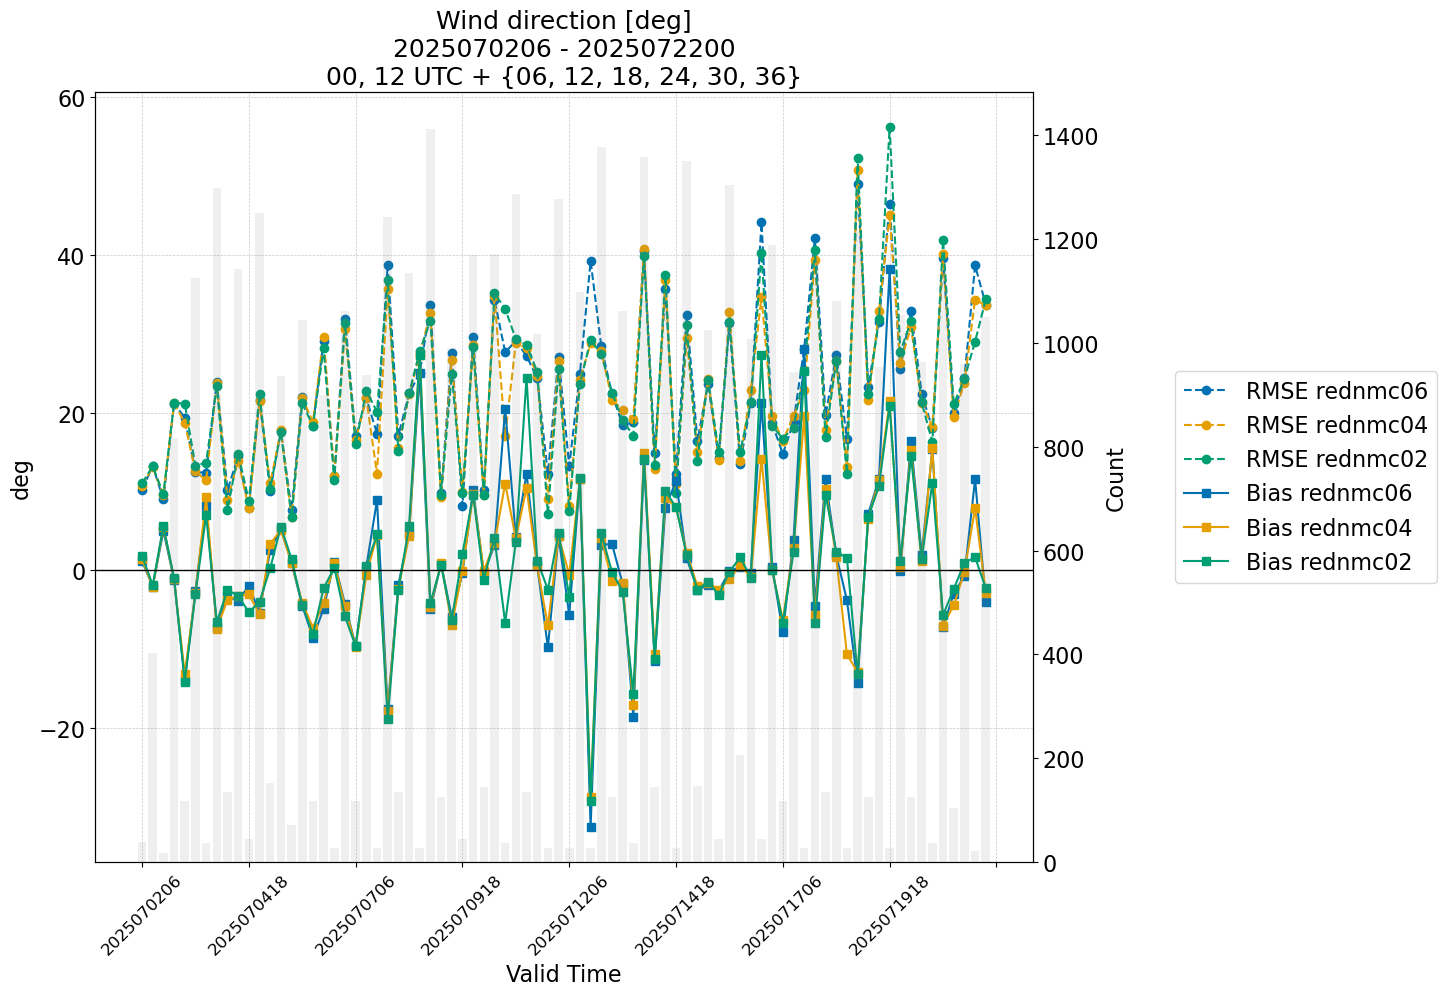 Wind direction [deg]
2025070206 - 2025072200
00, 12 UTC + {06, 12, 18, 24, 30, 36}
60
40
20
0
−20
deg
1400
1200
1000
800
600
400
200
0
Count
2025070206
2025070418
2025070706
2025070918
2025071206
2025071418
2025071706
2025071918
Valid Time
RMSE rednmc06
RMSE rednmc04
RMSE rednmc02
Bias rednmc06
Bias rednmc04
Bias rednmc02